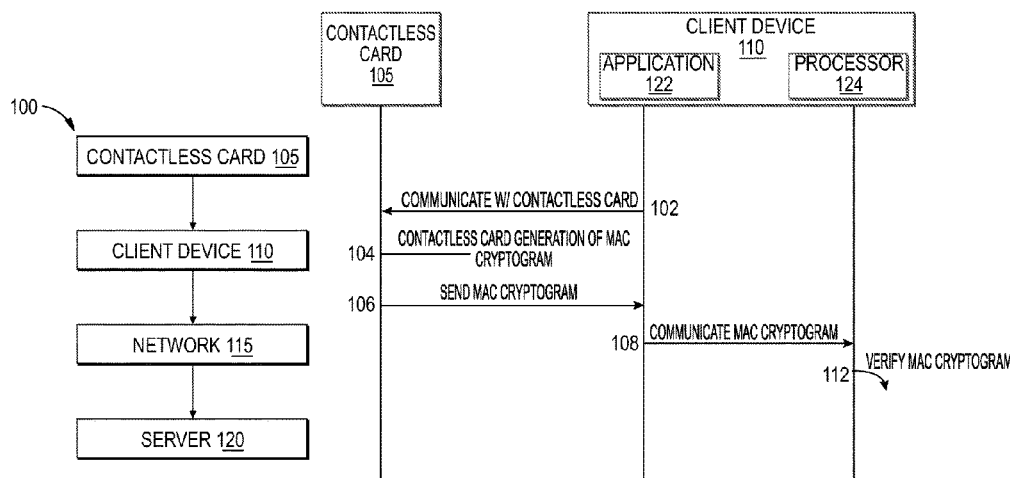 100
CONTACTLESS CARD 105
CLIENT DEVICE 110
NETWORK 115
SERVER 120
CONTACTLESS
CARD
105
CLIENT DEVICE
110
APPLICATION
122
PROCESSOR
124
COMMUNICATE W/ CONTACTLESS CARD
102
104
CONTACTLESS CARD GENERATION OF MAC
CRYPTOGRAM
106
SEND MAC CRYPTOGRAM
108
COMMUNICATE MAC CRYPTOGRAM
112
VERIFY MAC CRYPTOGRAM